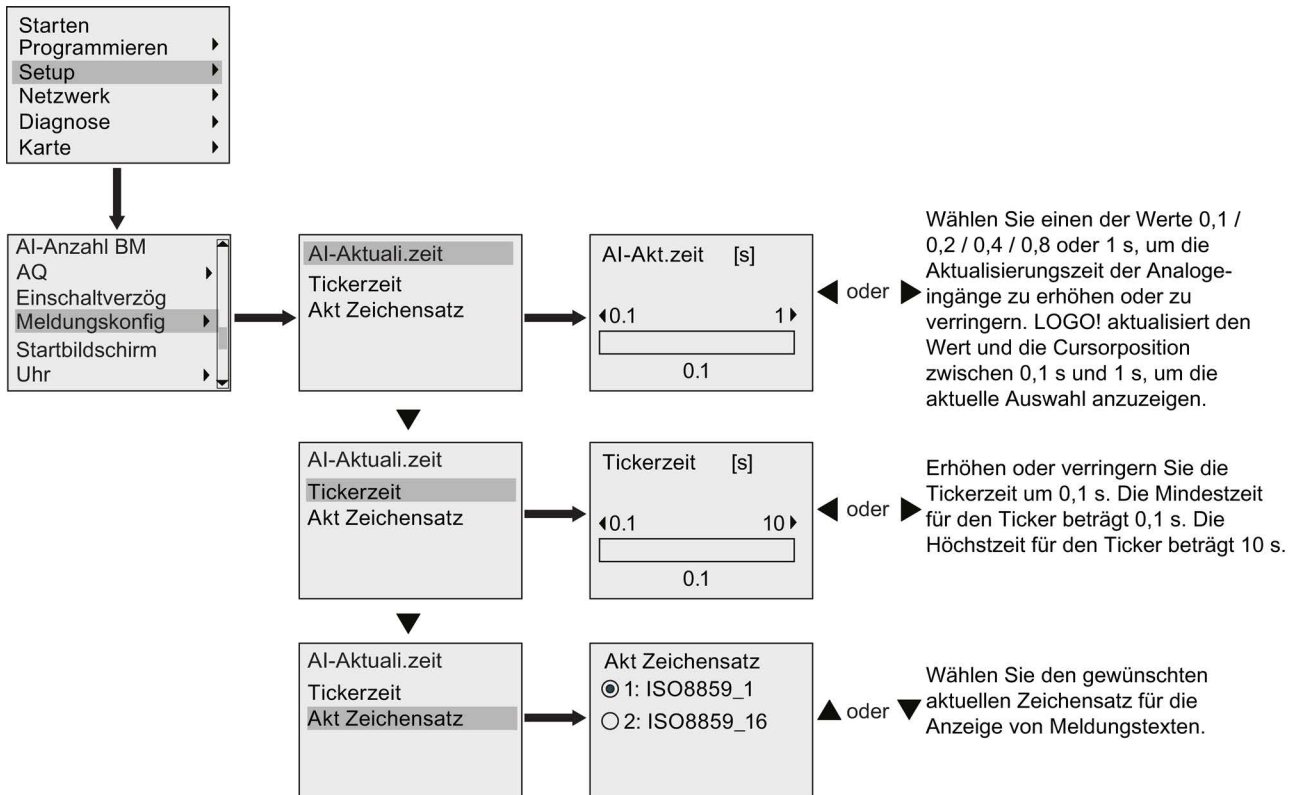 Starten
Programmieren
Setup
Netzwerk
Diagnose
Karte
AI-Anzahl BM
AQ
Einschaltverzög
Meldungskonfig
Startbildschirm
Uhr
AI-Aktuali.zeit
Tickerzeit
Akt Zeichensatz
AI-Akt.zeit [s]
0.1 1
0.1
oder
Wählen Sie einen der Werte 0,1 /
0,2 / 0,4 / 0,8 oder 1 s, um die
Aktualisierungszeit der Analoge-
ingänge zu erhöhen oder zu
verringern. LOGO! aktualisiert den
Wert und die Cursorposition
zwischen 0,1 s und 1 s, um die
aktuelle Auswahl anzuzeigen.
AI-Aktuali.zeit
Tickerzeit
Akt Zeichensatz
Tickerzeit [s]
0.1 10
0.1
oder
Erhöhen oder verringern Sie die
Tickerzeit um 0,1 s. Die Mindestzeit
für den Ticker beträgt 0,1 s. Die
Höchstzeit für den Ticker beträgt 10 s.
AI-Aktuali.zeit
Tickerzeit
Akt Zeichensatz
Akt Zeichensatz
1: ISO8859_1
2: ISO8859_16
oder
Wählen Sie den gewünschten
aktuellen Zeichensatz für die
Anzeige von Meldungstexten.